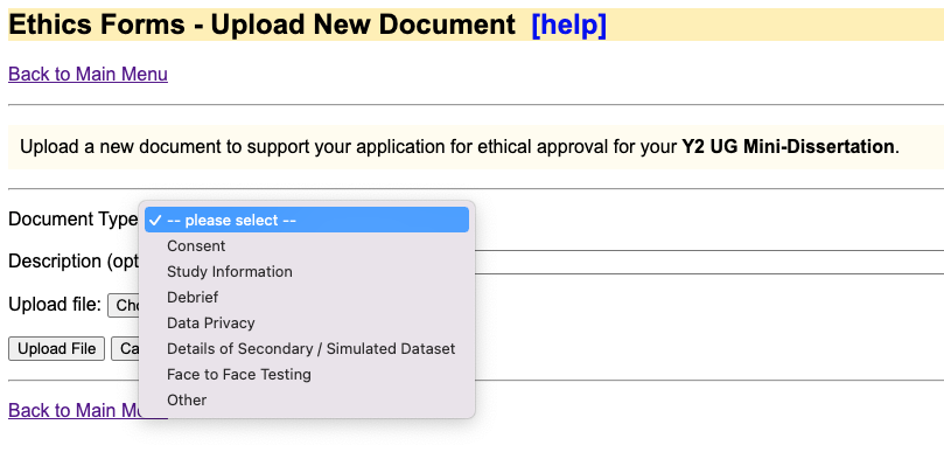 Ethics Forms - Upload New Document [help]
Back to Main Menu
Upload a new document to support your application for ethical approval for your Y2 UG Mini-Dissertation.
Document Type
✓ -- please select --
Consent
Study Information
Debrief
Data Privacy
Details of Secondary / Simulated Dataset
Face to Face Testing
Other
Description (opt
Upload file: Cho
Upload File Ca
Back to Main M